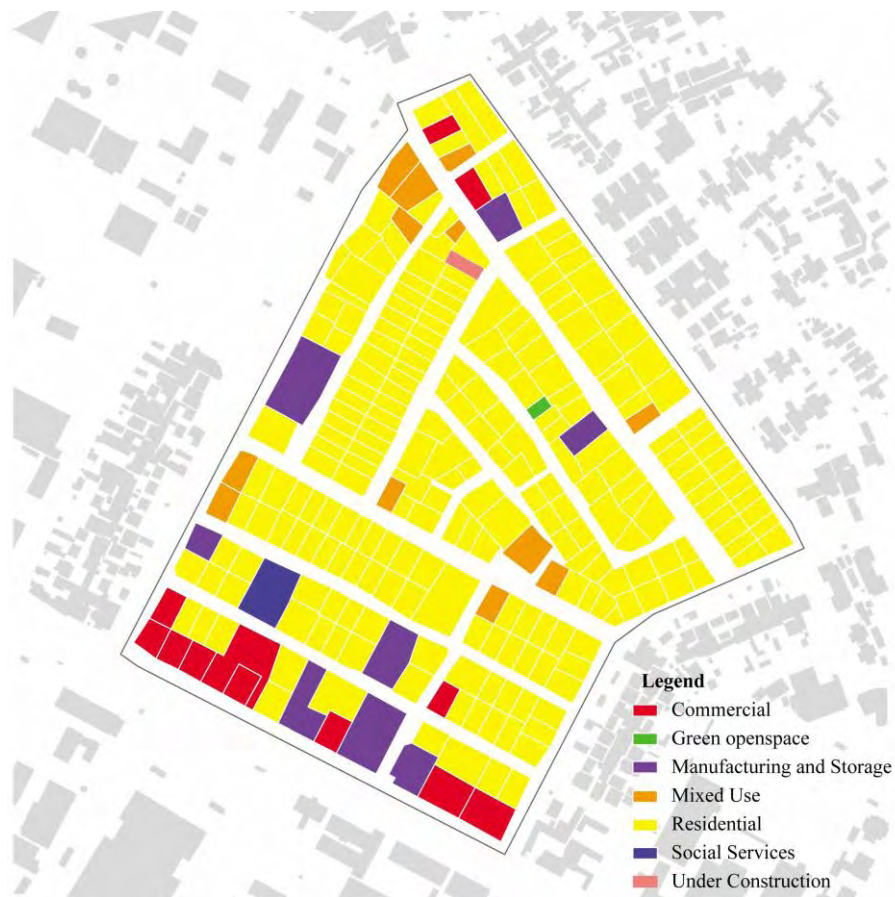 Legend
Commercial
Green openspace
Manufacturing and Storage
Mixed Use
Residential
Social Services
Under Construction